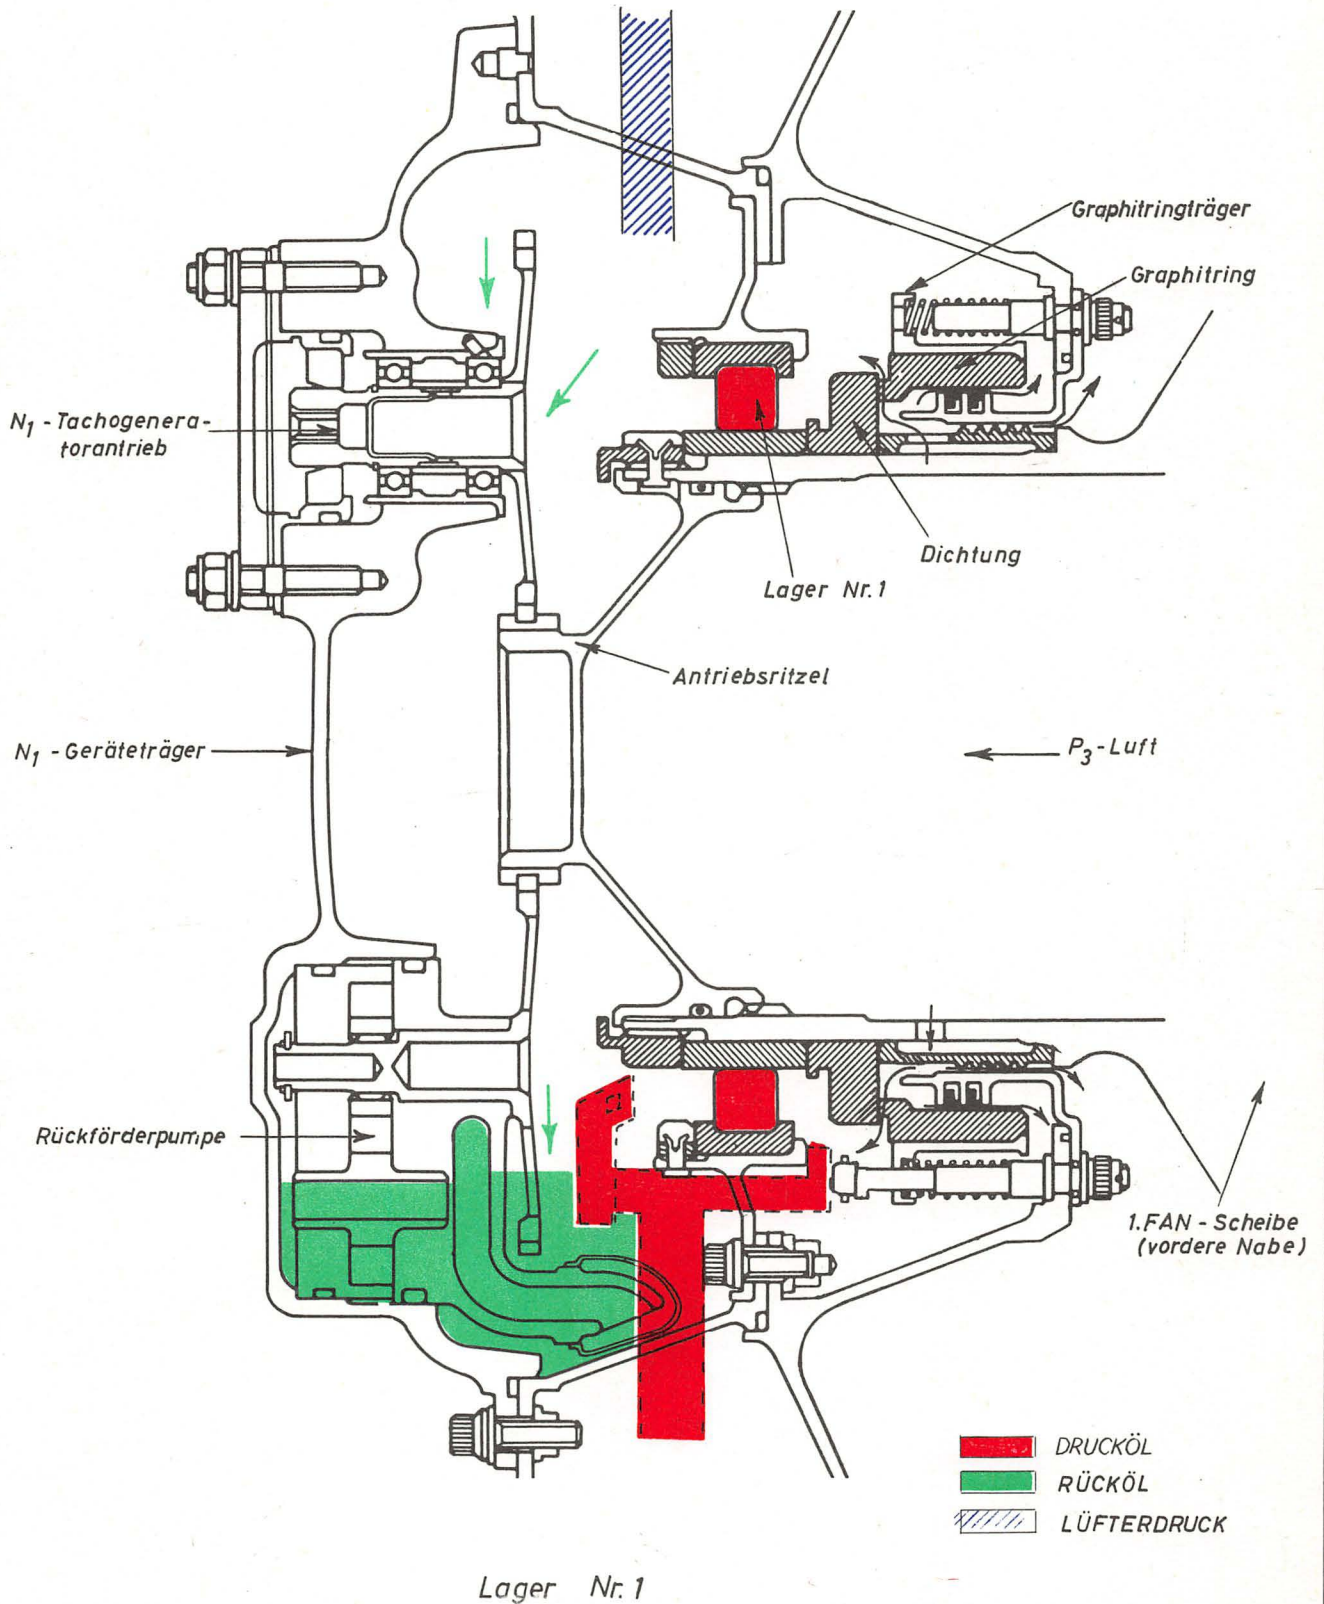 Graphitringträger
Graphitring
N1 - Tachogenera-
torantrieb
Dichtung
Lager Nr. 1
Antriebsritzel
N1 - Geräteträger
P3 - Luft
Rückförderpumpe
1. FAN - Scheibe
(vordere Nabe)
DRUCKÖL
RÜCKÖL
LÜFTERDRUCK
Lager Nr. 1